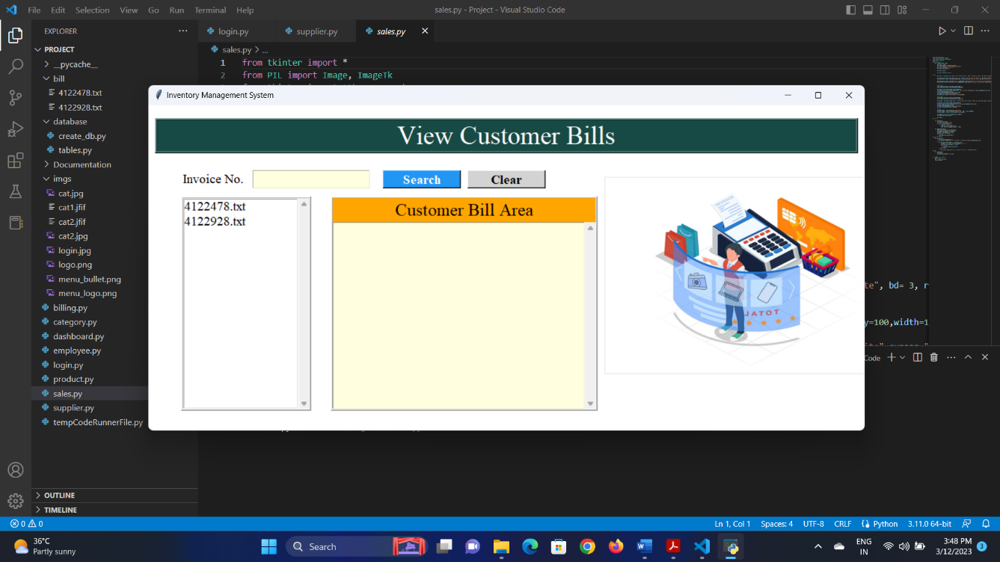 File Edit Selection View Go Run Terminal Help
sales.py - Project - Visual Studio Code
EXPLORER
PROJECT
__pycache__
bill
4122478.txt
4122928.txt
database
create_db.py
tables.py
Documentation
imgs
cat.jpg
cat1.jfif
cat2.jfif
cat2.jpg
login.jpg
logo.png
menu_bullet.png
menu_logo.png
billing.py
category.py
dashboard.py
employee.py
login.py
product.py
sales.py
supplier.py
tempCodeRunnerFile.py
OUTLINE
TIMELINE
login.py supplier.py sales.py
sales.py > ...
1 from tkinter import *
2 from PIL import Image, ImageTk
Inventory Management System
View Customer Bills
Invoice No. Search Clear
4122478.txt
4122928.txt
Customer Bill Area
INVOICE
TOTAL
te", bd= 3, r
y=100,width=1
Code
0 0
Ln 1, Col 1 Spaces: 4 UTF-8 CRLF Python 3.11.0 64-bit
36°C
Partly sunny
Search
ENG
IN
3:48 PM
3/12/2023
3